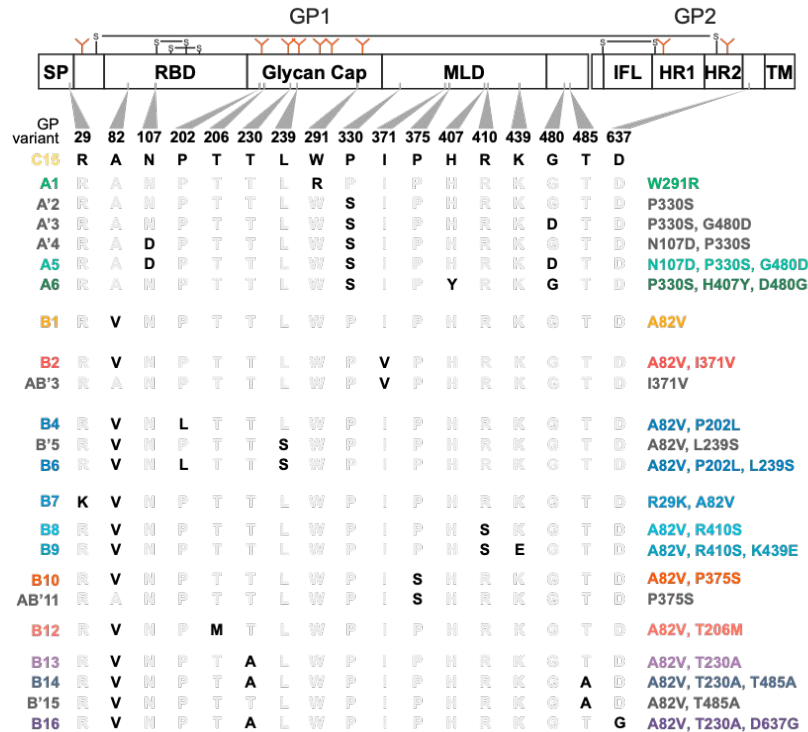 GP1 GP2
S S S S S S S S
SP RBD Glycan Cap MLD IFL HR1 HR2 TM
GP variant 29 82 107 202 206 230 239 291 330 371 375 407 410 439 480 485 637
C15 R A N P T T L W P I P H R K G T D
A1 R A N P T T L R P I P H R K G T D W291R
A'2 R A N P T T L W S I P H R K G T D P330S
A'3 R A N P T T L W S I P H R K D T D P330S, G480D
A'4 R A D P T T L W S I P H R K G T D N107D, P330S
A5 R A D P T T L W S I P H R K D T D N107D, P330S, G480D
A6 R A N P T T L W S I P Y R K G T D P330S, H407Y, D480G
B1 R V N P T T L W P I P H R K G T D A82V
B2 R V N P T T L W P V P H R K G T D A82V, I371V
AB'3 R A N P T T L W P V P H R K G T D I371V
B4 R V N L T T L W P I P H R K G T D A82V, P202L
B'5 R V N P T T S W P I P H R K G T D A82V, L239S
B6 R V N L T T S W P I P H R K G T D A82V, P202L, L239S
B7 K V N P T T L W P I P H R K G T D R29K, A82V
B8 R V N P T T L W P I P H S K G T D A82V, R410S
B9 R V N P T T L W P I P H S E G T D A82V, R410S, K439E
B10 R V N P T T L W P I S H R K G T D A82V, P375S
AB'11 R A N P T T L W P I S H R K G T D P375S
B12 R V N P M T L W P I P H R K G T D A82V, T206M
B13 R V N P T A L W P I P H R K G T D A82V, T230A
B14 R V N P T A L W P I P H R K G A D A82V, T230A, T485A
B'15 R V N P T T L W P I P H R K G A D A82V, T485A
B16 R V N P T A L W P I P H R K G T G A82V, T230A, D637G